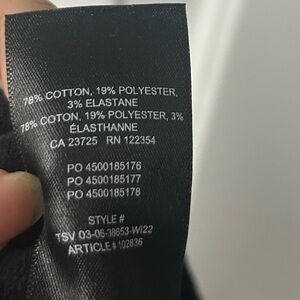 78% COTTON, 19% POLYESTER,
3% ELASTANE
78% COTON, 19% POLYESTER, 3%
ÉLASTHANNE
CA 23725 RN 122354
PO 4500185176
PO 4500185177
PO 4500185178
STYLE #
TSV 03-06-38653-WI22
ARTICLE # 102836